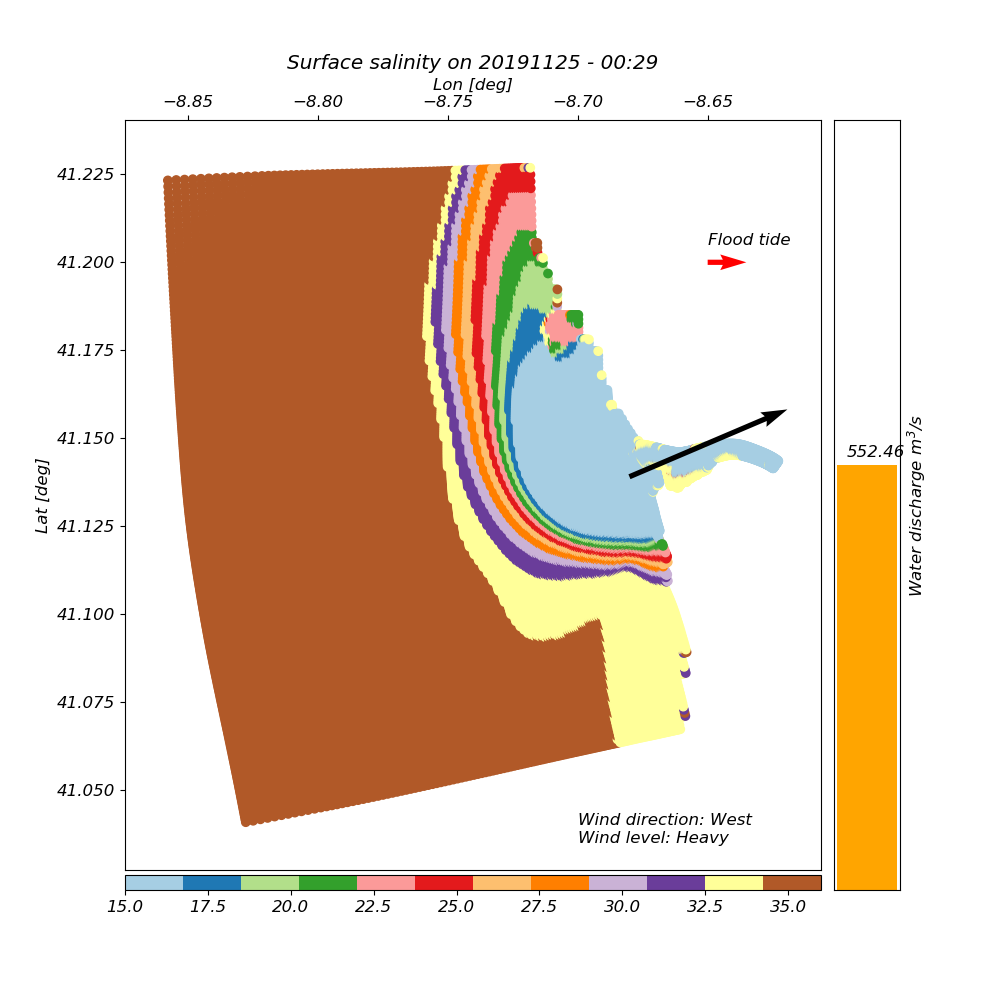 Surface salinity on 20191125 - 00:29
Lon [deg]
−8.85 −8.80 −8.75 −8.70 −8.65
41.225
41.200
41.175
41.150
41.125
41.100
41.075
41.050
Lat [deg]
Flood tide
552.46
Water discharge m³/s
Wind direction: West
Wind level: Heavy
15.0 17.5 20.0 22.5 25.0 27.5 30.0 32.5 35.0